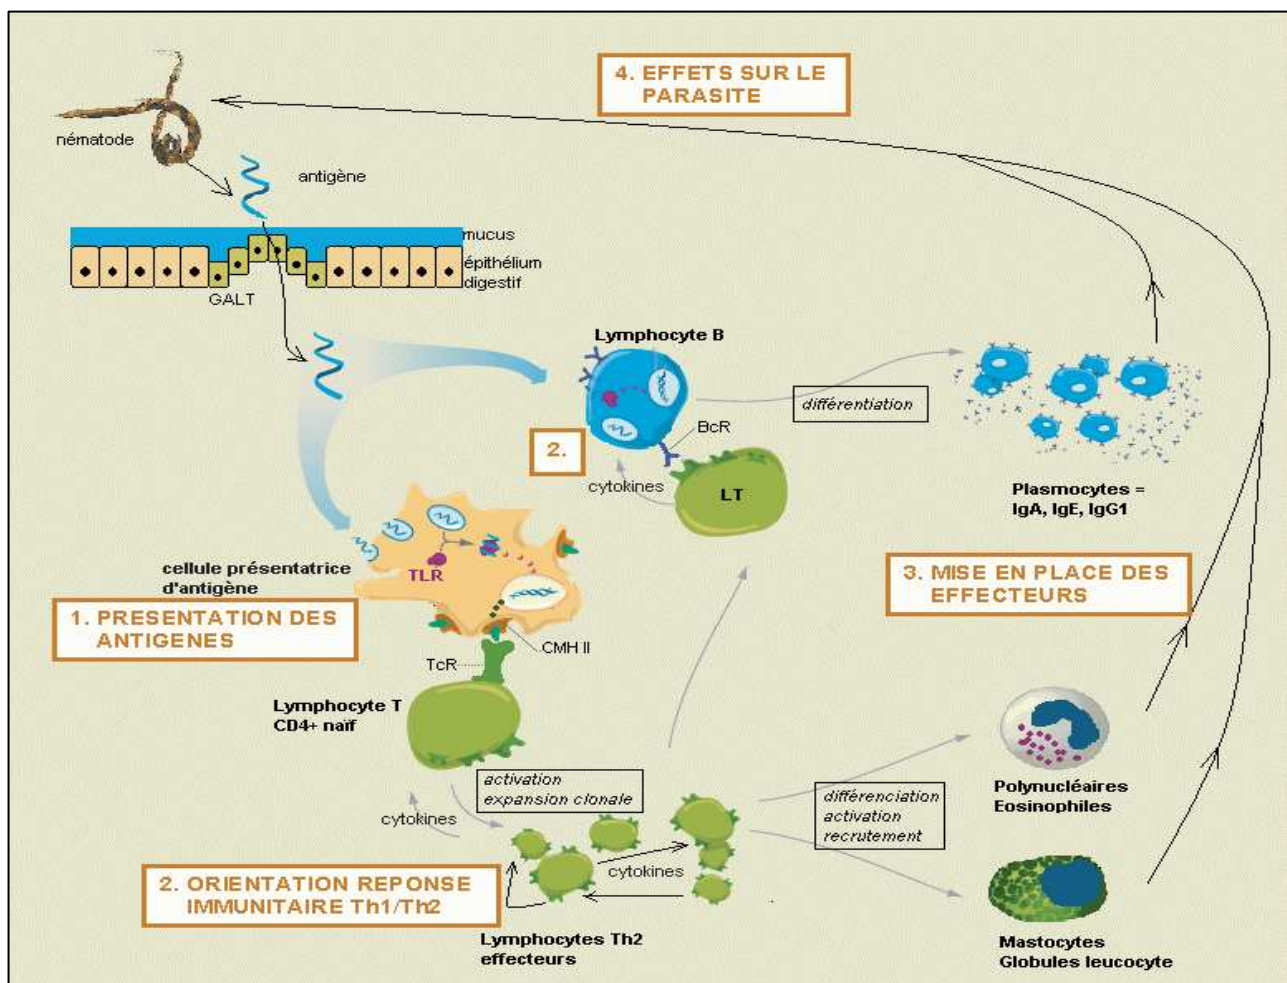 4. EFFETS SUR LE
PARASITE
nématode
antigène
mucus
épithélium
digestif
GALT
Lymphocyte B
différentiation
BcR
2.
cytokines
LT
Plasmocytes =
IgA, IgE, IgG1
TLR
cellule présentatrice
d'antigène
1. PRESENTATION DES
ANTIGENES
3. MISE EN PLACE DES
EFFECTEURS
CMH II
TcR
Lymphocyte T
CD4+ naïf
activation
expansion clonale
cytokines
différenciation
activation
recrutement
Polynucléaires
Eosinophiles
cytokines
2. ORIENTATION REPONSE
IMMUNITAIRE Th1/Th2
Lymphocytes Th2
effecteurs
Mastocytes
Globules leucocyte